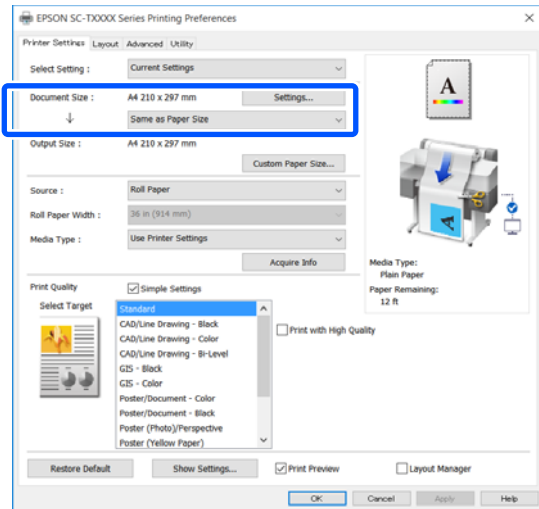 EPSON SC-TXXXX Series Printing Preferences
Printer Settings Layout Advanced Utility
Select Setting : Current Settings
Document Size : A4 210 x 297 mm Settings...
↓ Same as Paper Size
Output Size : A4 210 x 297 mm
Custom Paper Size...
Source : Roll Paper
Roll Paper Width : 36 in (914 mm)
Media Type : Use Printer Settings
Acquire Info
A
Media Type:
Plain Paper
Paper Remaining:
12 ft
Print Quality Simple Settings
Select Target
Standard
CAD/Line Drawing - Black
CAD/Line Drawing - Color
CAD/Line Drawing - Bi-Level
GIS - Black
GIS - Color
Poster/Document - Color
Poster/Document - Black
Poster (Photo)/Perspective
Poster (Yellow Paper)
Print with High Quality
Restore Default Show Settings... Print Preview Layout Manager
OK Cancel Apply Help